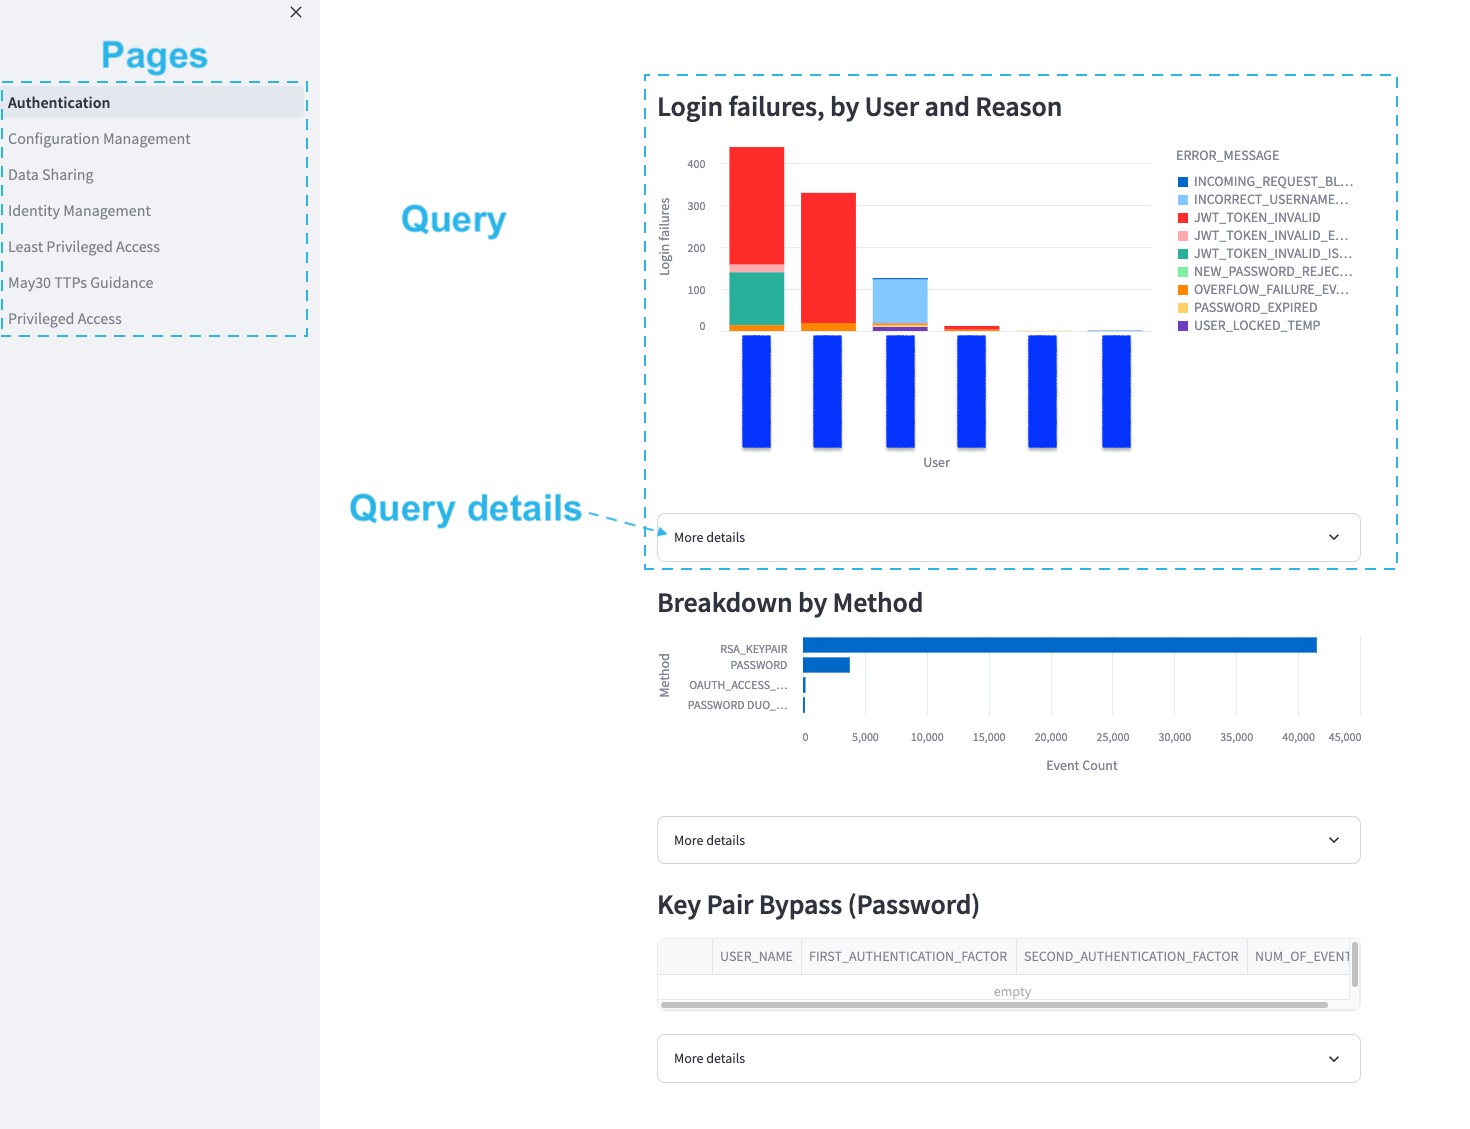 Pages
Authentication
Configuration Management
Data Sharing
Identity Management
Least Privileged Access
May30 TTPs Guidance
Privileged Access
Query
Query details
Login failures, by User and Reason
Login failures
400
300
200
100
0
User
ERROR_MESSAGE
INCOMING_REQUEST_BL...
INCORRECT_USERNAME...
JWT_TOKEN_INVALID
JWT_TOKEN_INVALID_E...
JWT_TOKEN_INVALID_IS...
NEW_PASSWORD_REJEC...
OVERFLOW_FAILURE_EV...
PASSWORD_EXPIRED
USER_LOCKED_TEMP
More details
Breakdown by Method
Method
RSA_KEYPAIR
PASSWORD
OAUTH_ACCESS_...
PASSWORD DUO_...
0 5,000 10,000 15,000 20,000 25,000 30,000 35,000 40,000 45,000
Event Count
More details
Key Pair Bypass (Password)
USER_NAME FIRST_AUTHENTICATION_FACTOR SECOND_AUTHENTICATION_FACTOR NUM_OF_EVENT
empty
More details